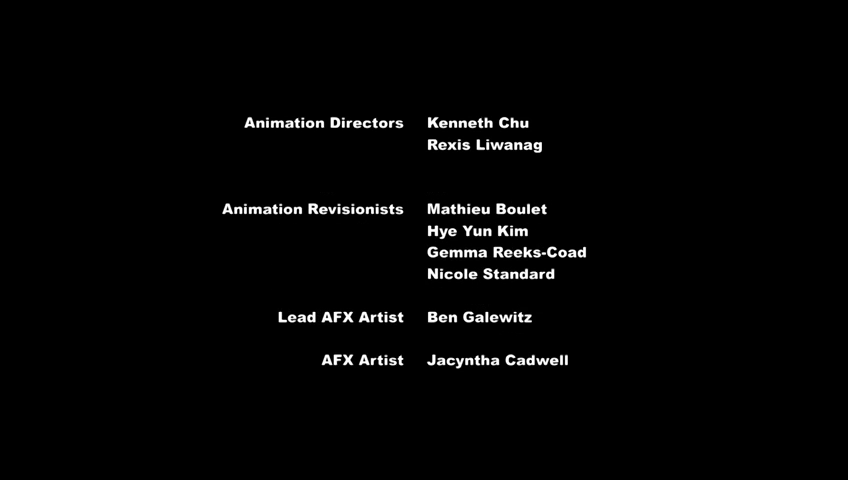 Animation Directors Kenneth Chu
Rexis Liwanag
Animation Revisionists Mathieu Boulet
Hye Yun Kim
Gemma Reeks-Coad
Nicole Standard
Lead AFX Artist Ben Galewitz
AFX Artist Jacyntha Cadwell